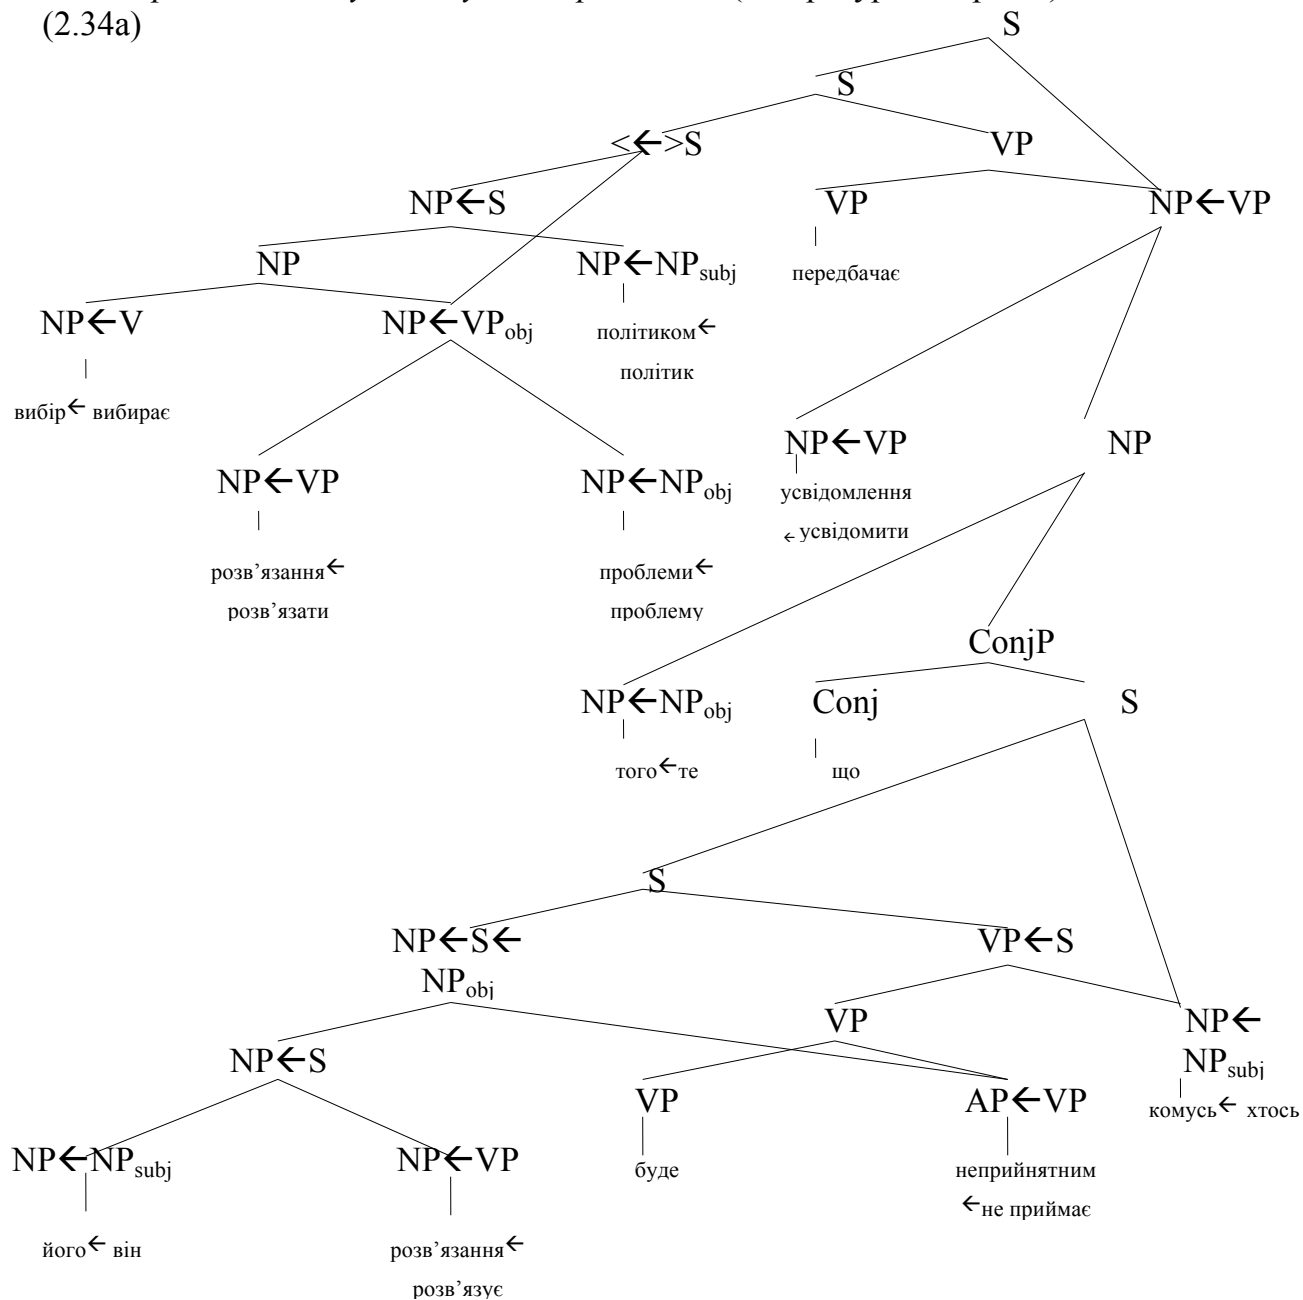 (2.34a)
S
S
<←>S VP
NP←S VP NP←VP
NP NP←NPsubj передбачає
NP←V NP←VPobj політиком←
політик
вибір← вибирає
NP←VP NP
NP←VP NP←NPobj усвідомлення
← усвідомити
розв’язання← проблеми←
розв’язати проблему
ConjP
NP←NPobj Conj S
того←те що
S
NP←S← VP←S
NPobj
VP NP←
NP←S NPsubj
VP AP←VP комусь← хтось
NP←NPsubj NP←VP буде неприйнятним
←не приймає
його← він розв’язання←
розв’язує